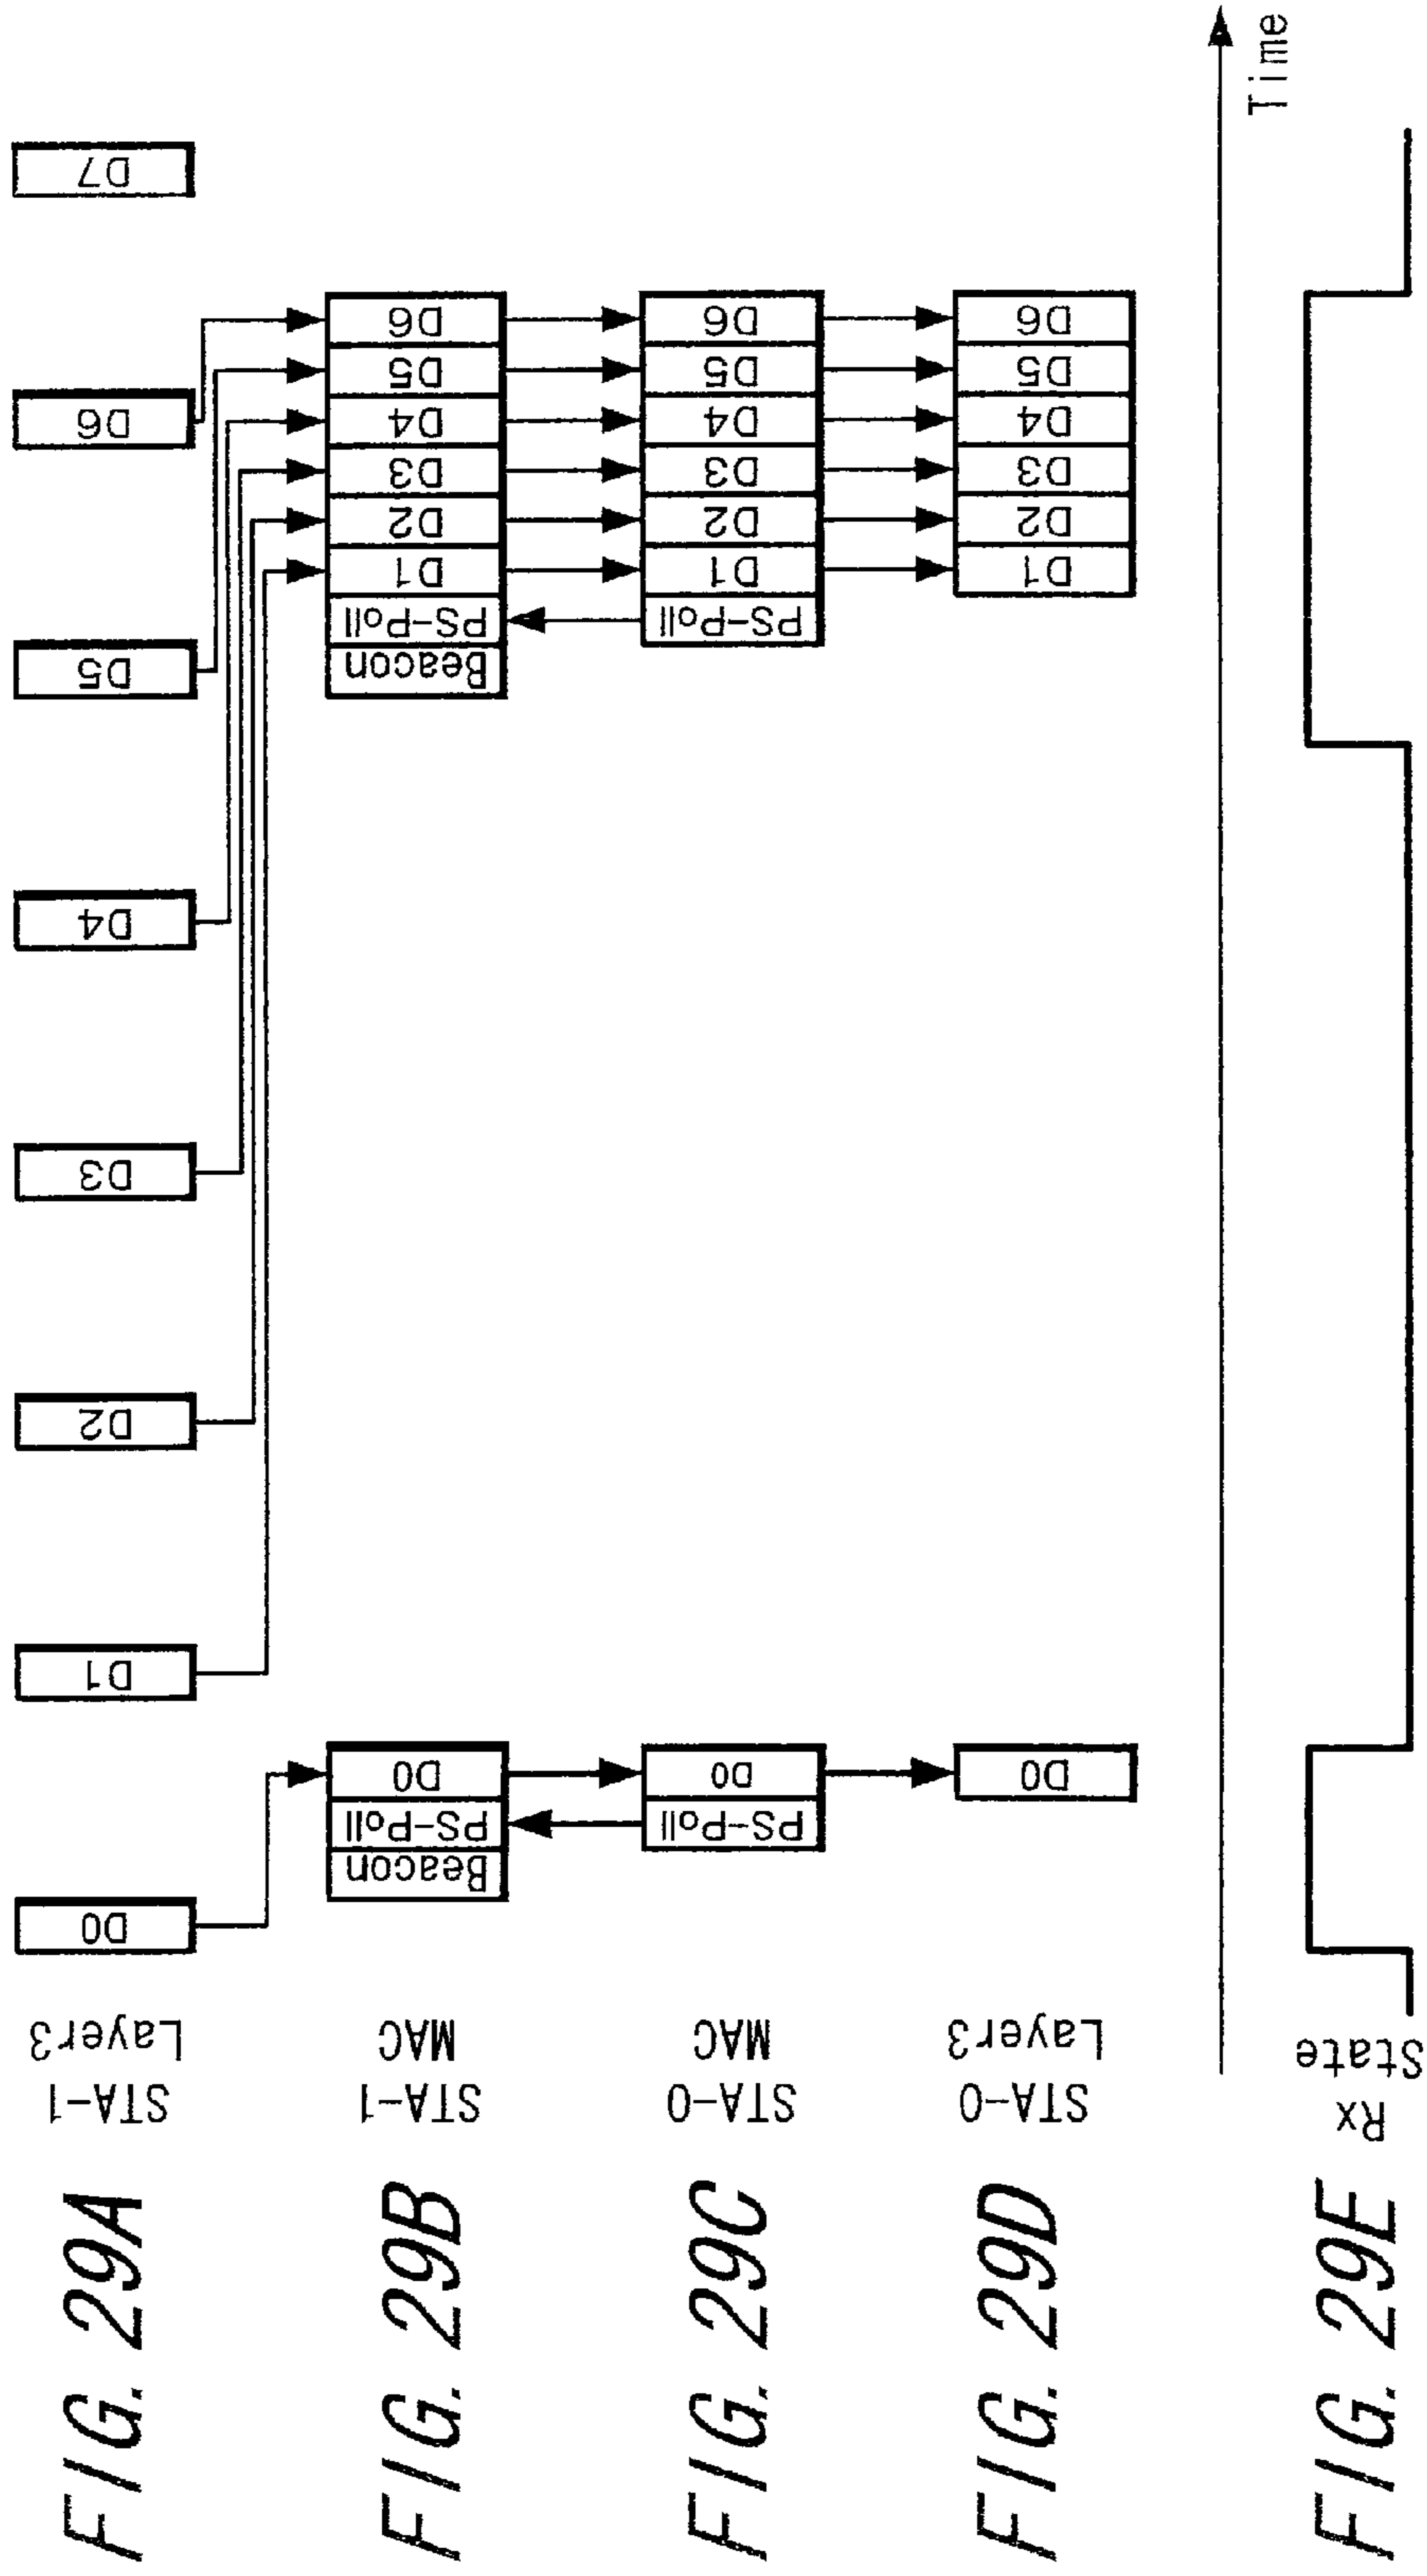 FIG. 29A
STA-1
Layer3
D0
D1
D2
D3
D4
D5
D6
D7
FIG. 29B
STA-1
MAC
Beacon
PS-Poll
D0
Beacon
PS-Poll
D1
D2
D3
D4
D5
D6
FIG. 29C
STA-0
MAC
PS-Poll
D0
PS-Poll
D1
D2
D3
D4
D5
D6
FIG. 29D
STA-0
Layer3
D0
D1
D2
D3
D4
D5
D6
Time
FIG. 29E
Rx
State